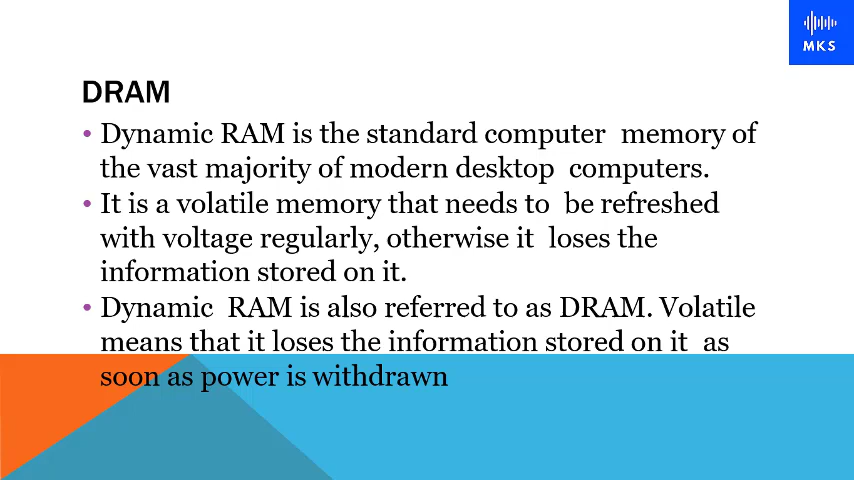 MKS
DRAM
• Dynamic RAM is the standard computer  memory of
the vast majority of modern desktop  computers.
• It is a volatile memory that needs to  be refreshed
with voltage regularly, otherwise it  loses the
information stored on it.
• Dynamic  RAM is also referred to as DRAM. Volatile
means that it loses the information stored on it  as
soon as power is withdrawn